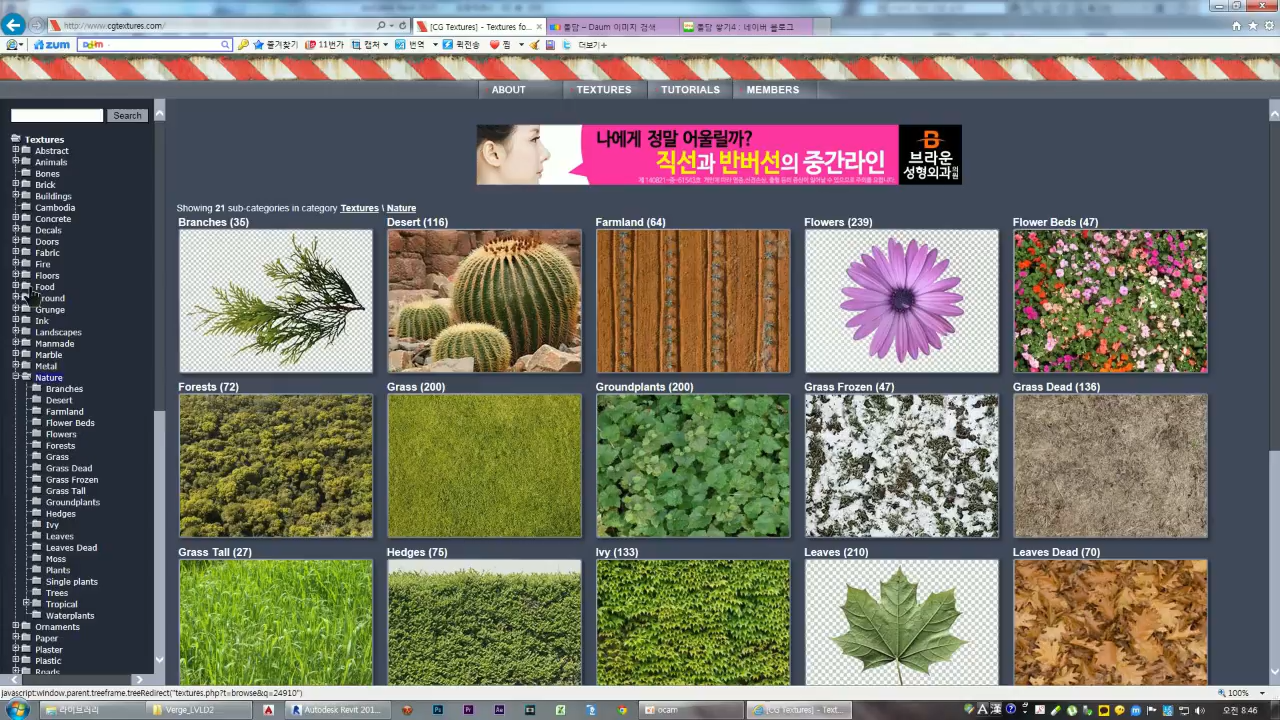 http://www.cgtextures.com/
[CG Textures] - Textures fo...
돌담 – Daum 이미지 검색
돌담 쌓기4 : 네이버 블로그
zum
즐겨찾기
11번가
캡처
번역
퀵전송
찜
더보기+
ABOUT
TEXTURES
TUTORIALS
MEMBERS
Search
나에게 정말 어울릴까?
직선과 반버선의 중간라인
브라운
성형외과
의원
Textures
Abstract
Animals
Bones
Brick
Buildings
Cambodia
Concrete
Decals
Doors
Fabric
Fire
Floors
Food
Ground
Grunge
Ink
Landscapes
Manmade
Marble
Metal
Nature
Branches
Desert
Farmland
Flower Beds
Flowers
Forests
Grass
Grass Dead
Grass Frozen
Grass Tall
Groundplants
Hedges
Ivy
Leaves
Leaves Dead
Moss
Plants
Single plants
Trees
Tropical
Waterplants
Ornaments
Paper
Plaster
Plastic
Roads
Showing 21 sub-categories in category Textures \ Nature
Branches (35)
Desert (116)
Farmland (64)
Flowers (239)
Flower Beds (47)
Forests (72)
Grass (200)
Groundplants (200)
Grass Frozen (47)
Grass Dead (136)
Grass Tall (27)
Hedges (75)
Ivy (133)
Leaves (210)
Leaves Dead (70)
javascript:window.parent.treeframe.treeRedirect("textures.php?t=browse&q=24910")
100%
라이브러리
Verge_LVLD2
Autodesk Revit 201...
ocam
[CG Textures] - Text...
오전 8:46